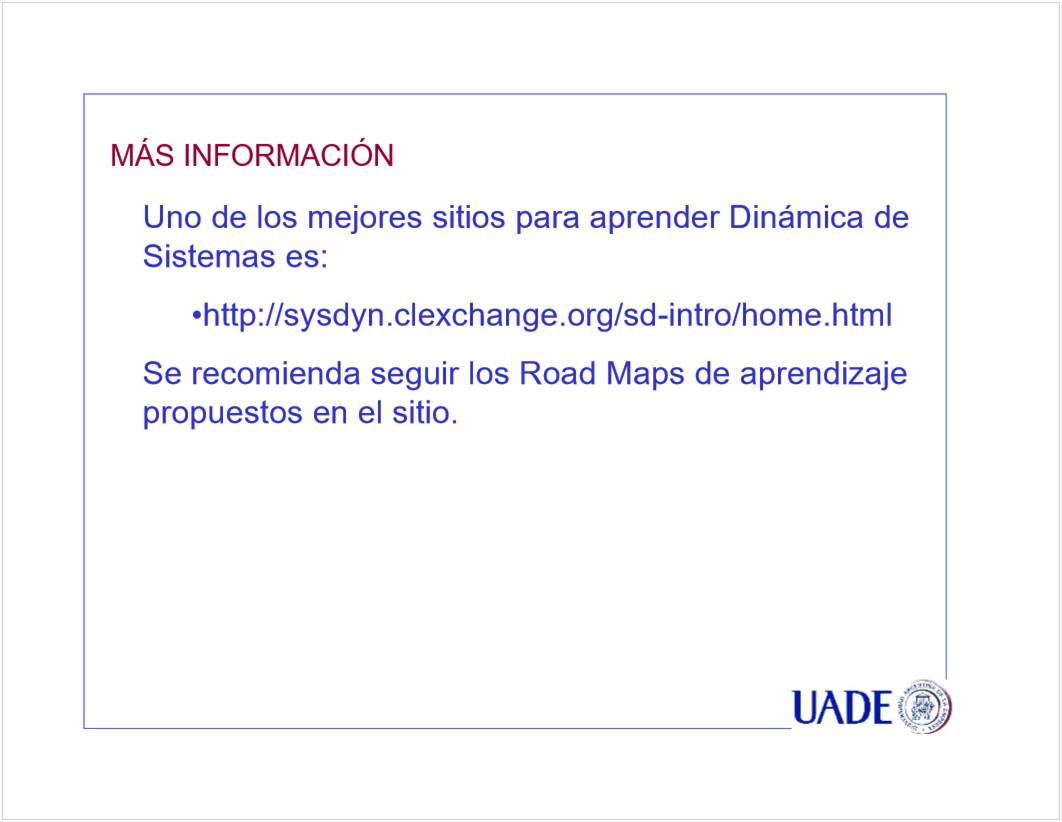 MÁS INFORMACIÓN
Uno de los mejores sitios para aprender Dinámica de
Sistemas es:
•http://sysdyn.clexchange.org/sd-intro/home.html
Se recomienda seguir los Road Maps de aprendizaje
propuestos en el sitio.
UADE